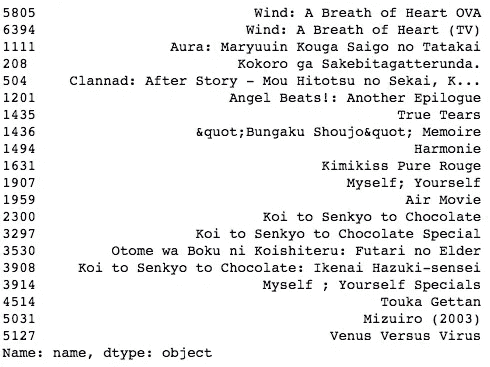 5805 Wind: A Breath of Heart OVA
6394 Wind: A Breath of Heart (TV)
1111 Aura: Maryuuin Kouga Saigo no Tatakai
208 Kokoro ga Sakebitagatterunda.
504 Clannad: After Story - Mou Hitotsu no Sekai, K...
1201 Angel Beats!: Another Epilogue
1435 True Tears
1436 &quot;Bungaku Shoujo&quot; Memoire
1494 Harmonie
1631 Kimikiss Pure Rouge
1907 Myself; Yourself
1959 Air Movie
2300 Koi to Senkyo to Chocolate
3297 Koi to Senkyo to Chocolate Special
3530 Otome wa Boku ni Koishiteru: Futari no Elder
3908 Koi to Senkyo to Chocolate: Ikenai Hazuki-sensei
3914 Myself ; Yourself Specials
4514 Touka Gettan
5031 Mizuiro (2003)
5127 Venus Versus Virus
Name: name, dtype: object